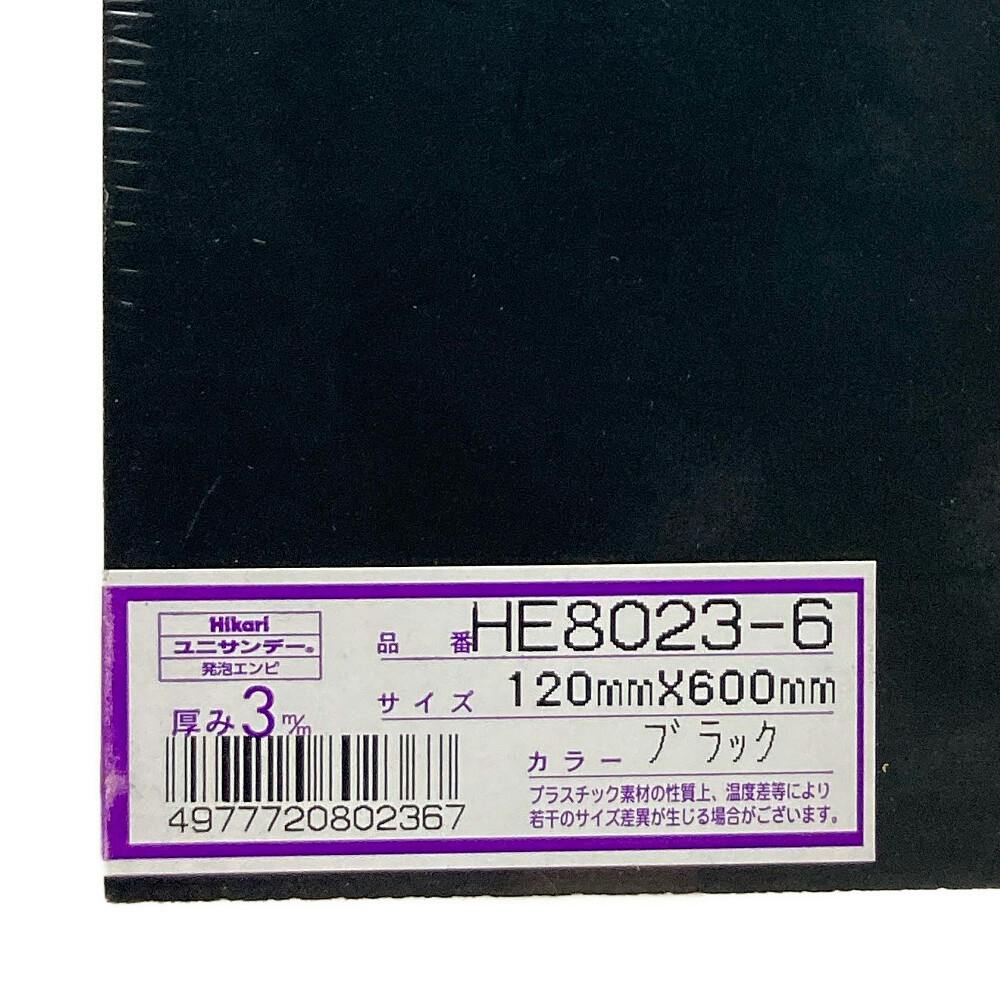 Hikari
ユニサンデー®
発泡エンピ
厚み3m/m
4977720802367
品番HE8023-6
サイズ 120mmX600mm
カラー ブラック
プラスチック素材の性質上、温度差等により
若干のサイズ差異が生じる場合がございます。